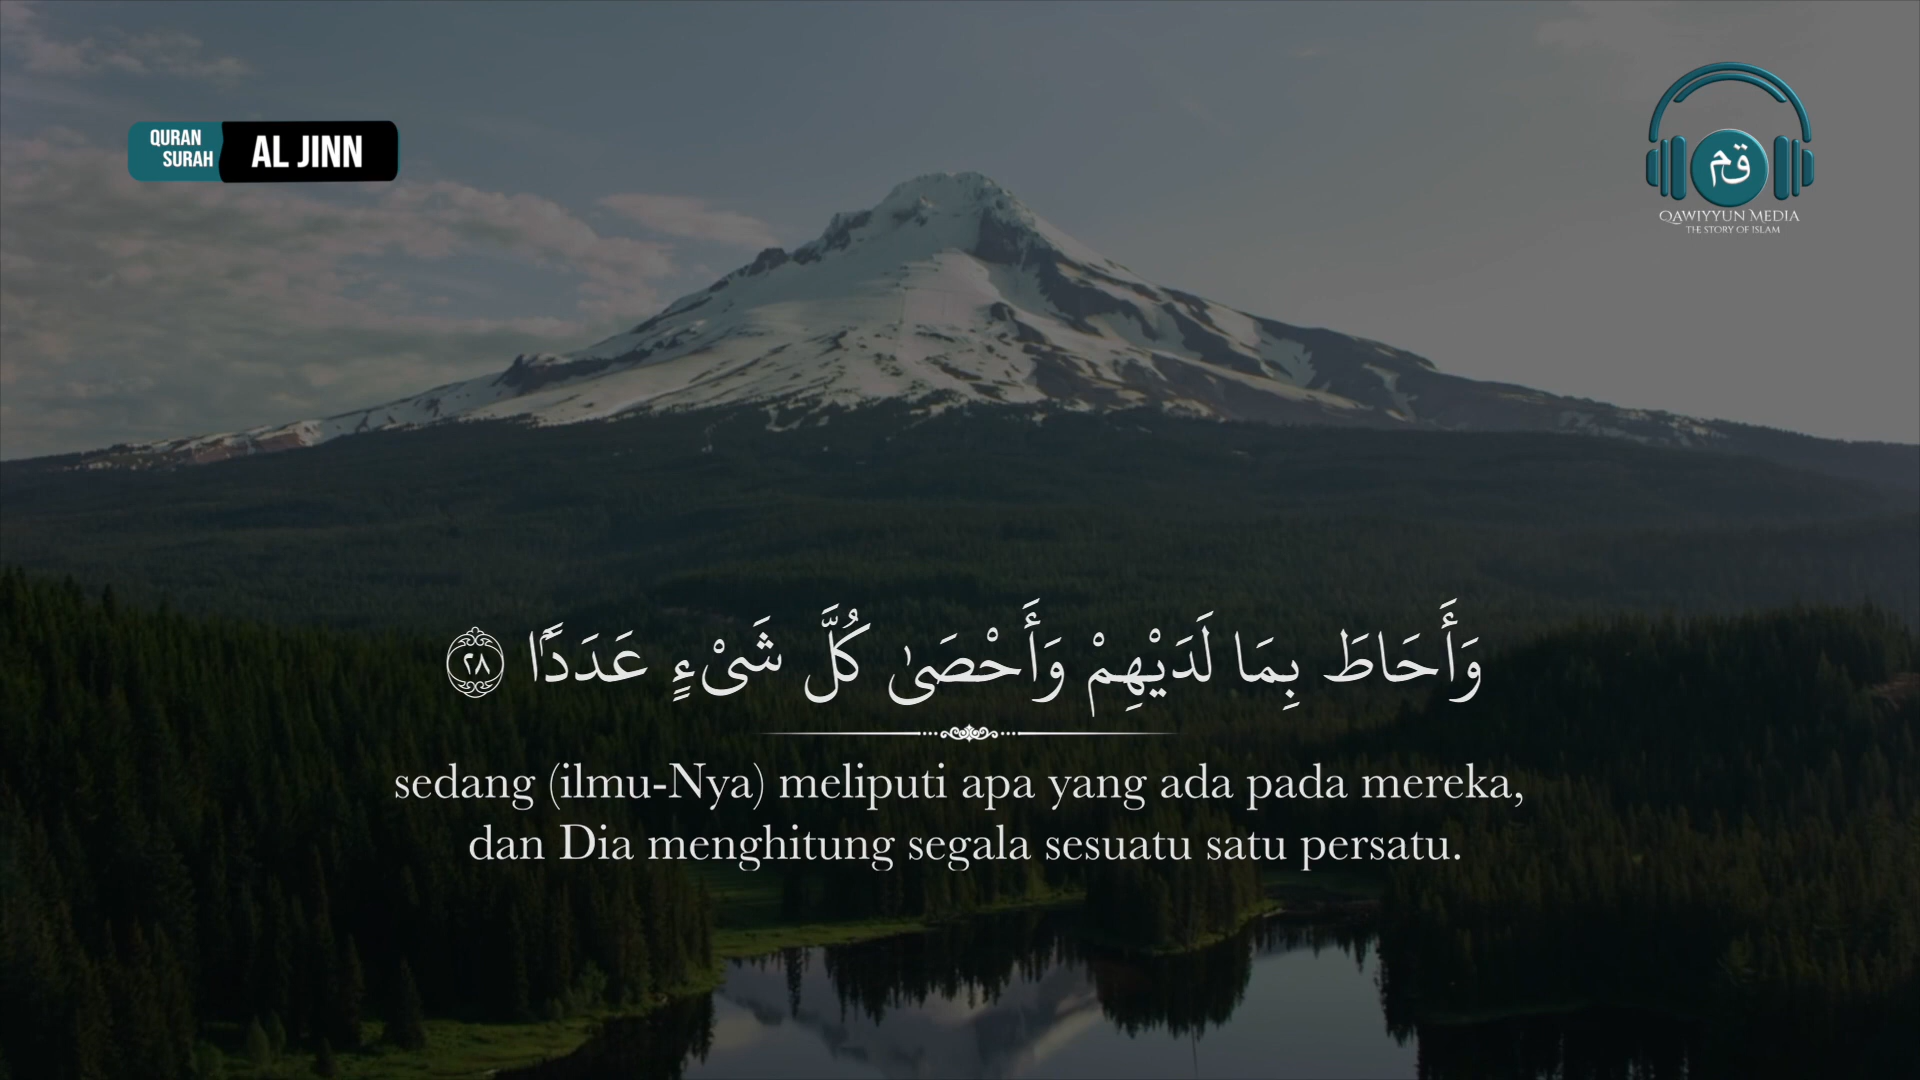 QURAN
SURAH
AL JINN
قم
QAWIYYUN MEDIA
THE STORY OF ISLAM
وَأَحَاطَ بِمَا لَدَيْهِمْ وَأَحْصَىٰ كُلَّ شَىْءٍ عَدَدًۢا ٢٨
sedang (ilmu-Nya) meliputi apa yang ada pada mereka,
dan Dia menghitung segala sesuatu satu persatu.